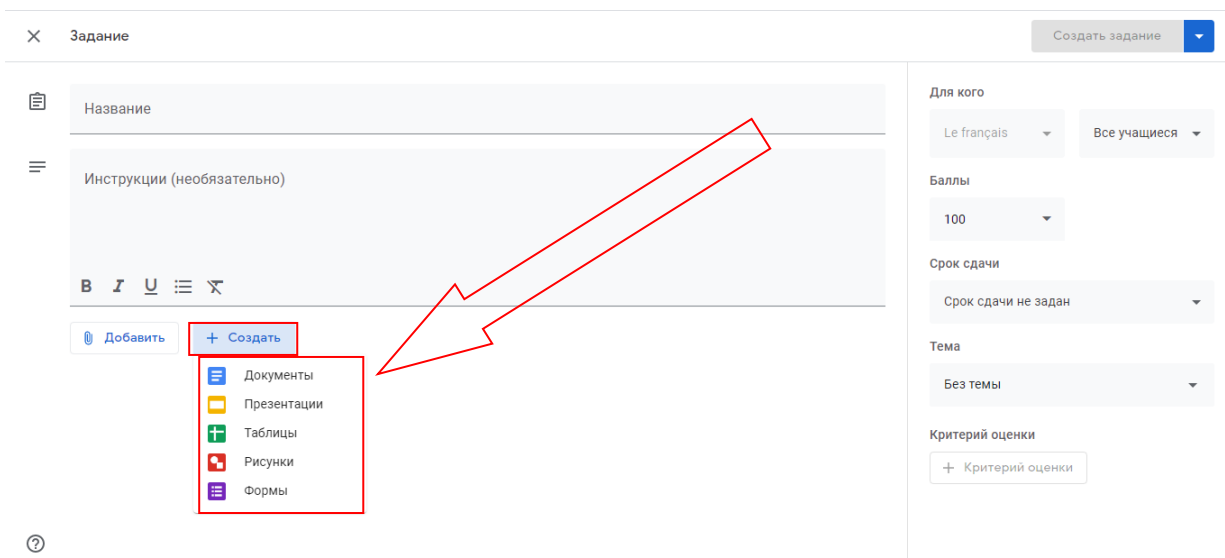 Задание
Создать задание
Название
Инструкции (необязательно)
B I U
Добавить
+ Создать
Документы
Презентации
Таблицы
Рисунки
Формы
Для кого
Le français
Все учащиеся
Баллы
100
Срок сдачи
Срок сдачи не задан
Тема
Без темы
Критерий оценки
+ Критерий оценки